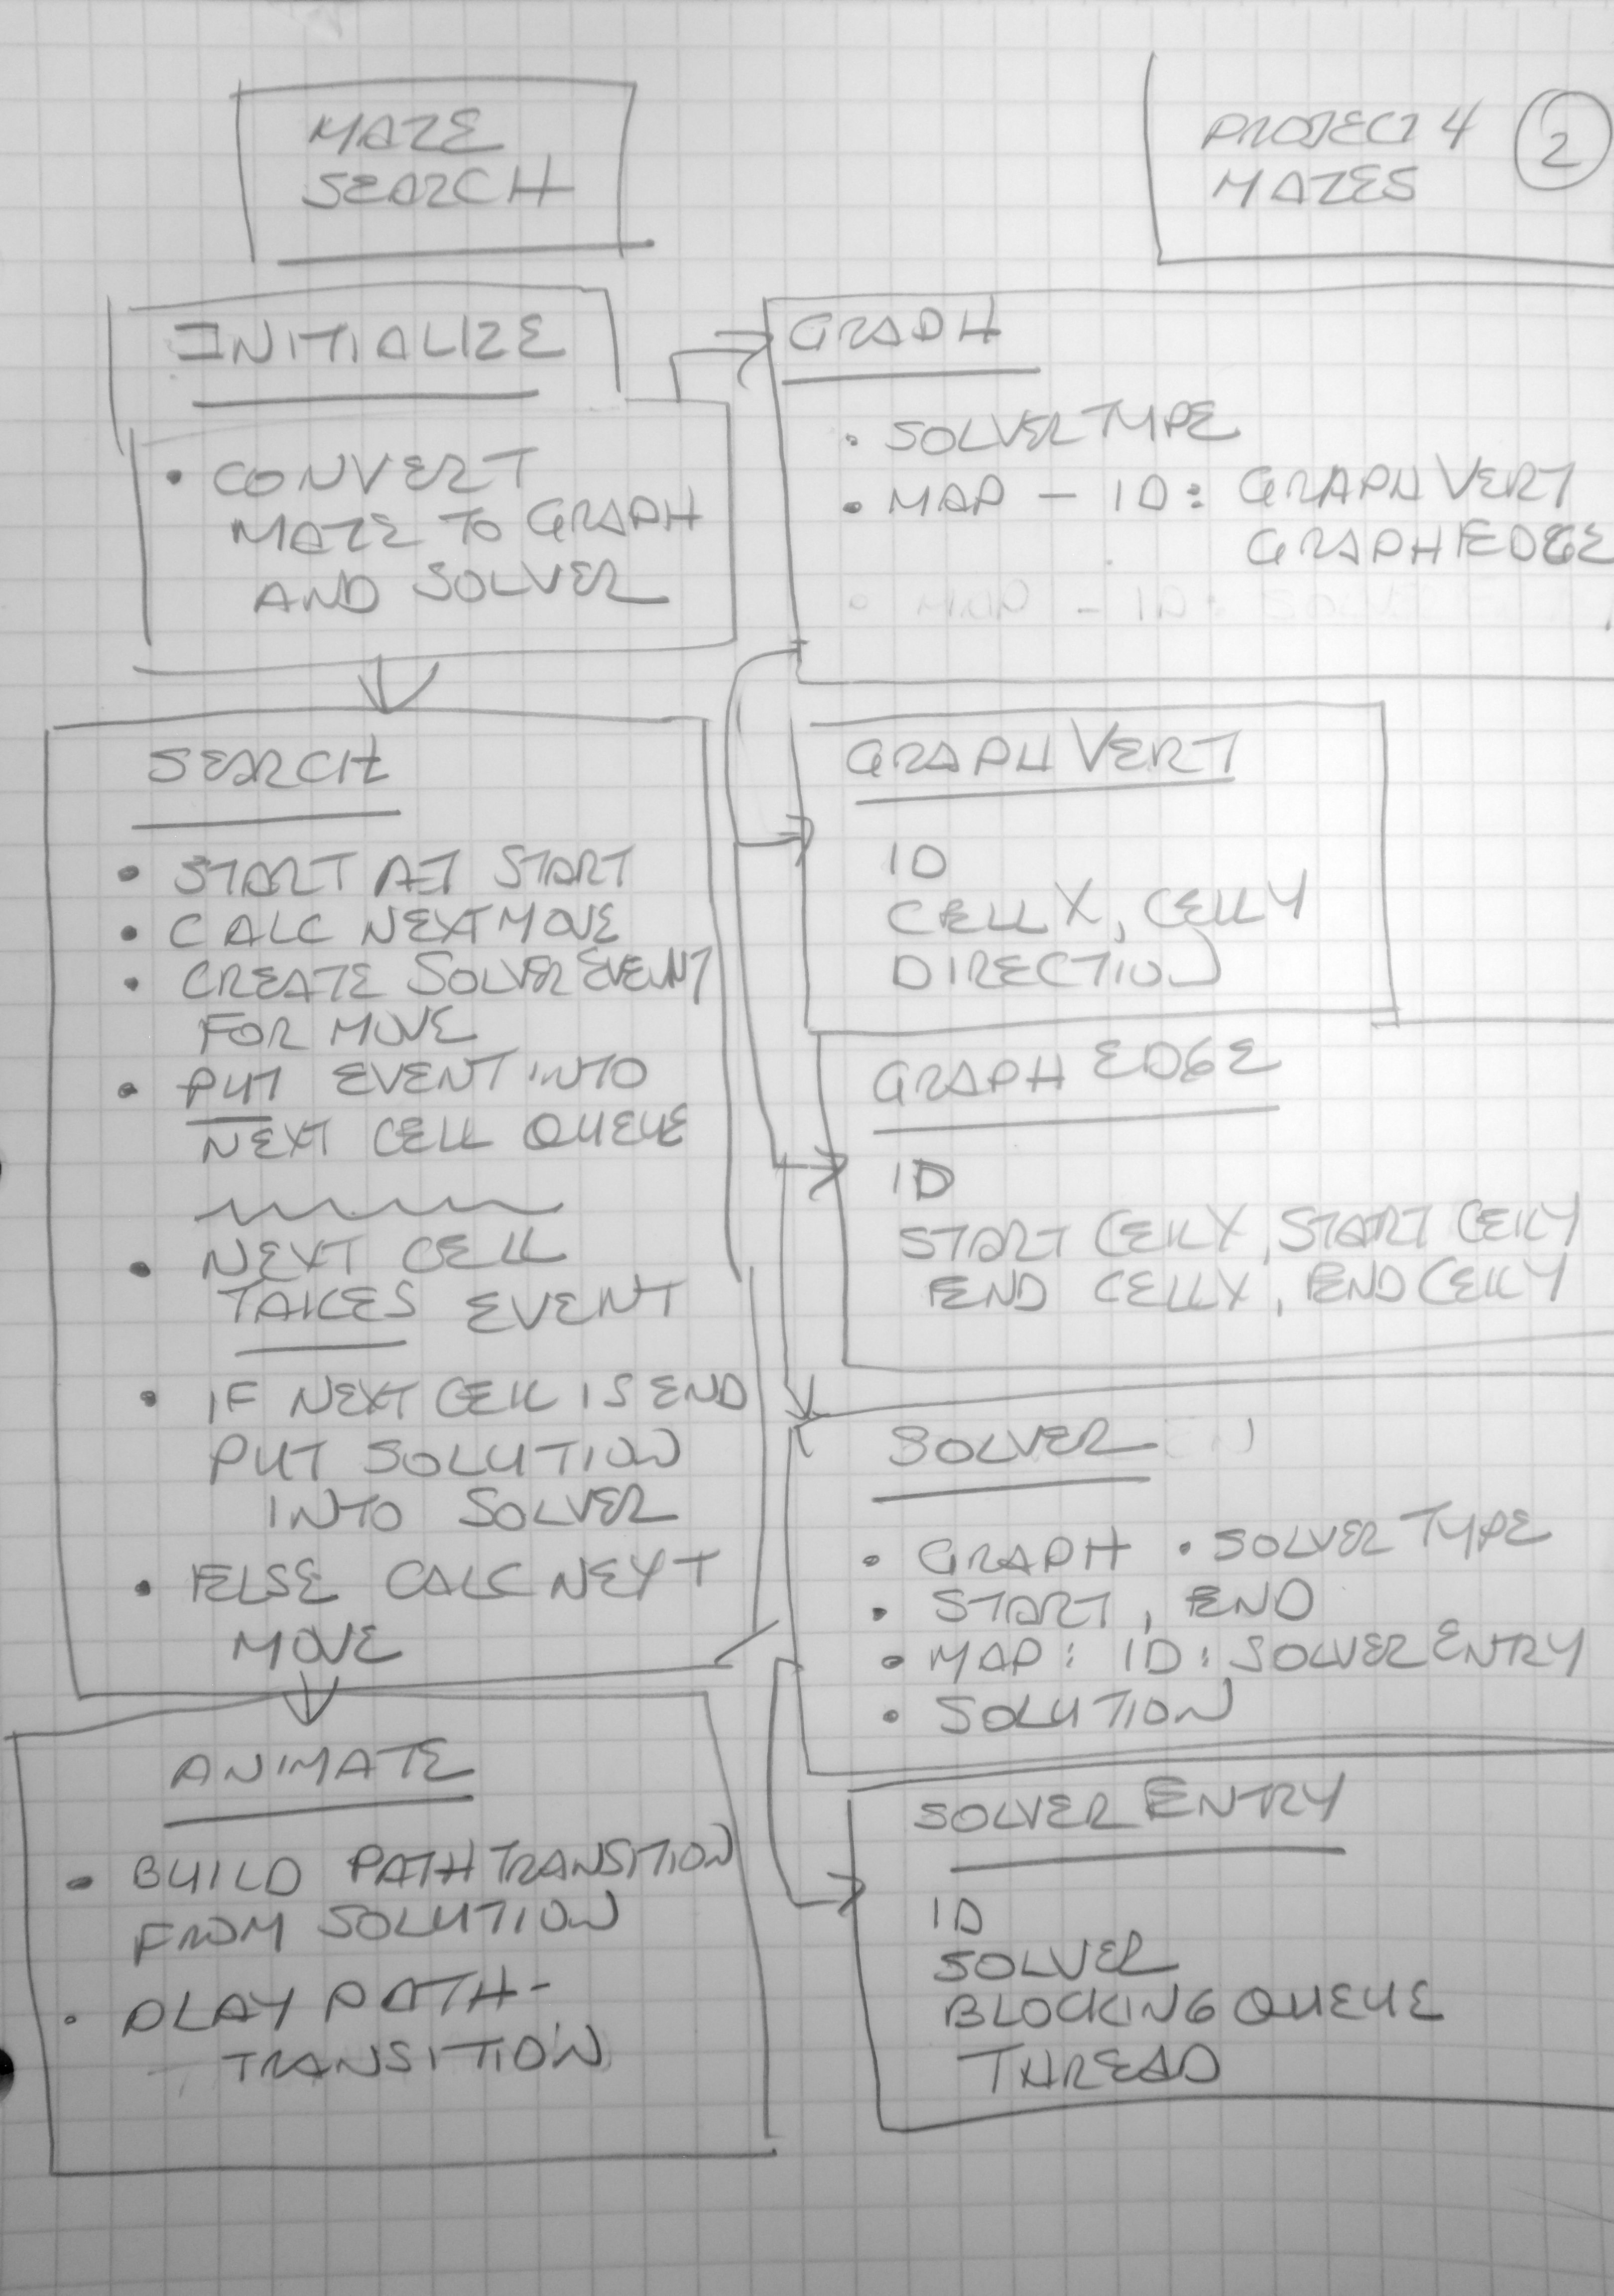 MAZE
SEARCH
PROJECT 4
MAZES
2
INITIALIZE
• CONVERT
MAZE TO GRAPH
AND SOLVER
SEARCH
• START AT START
• CALC NEXT MOVE
• CREATE SOLVER EVENT
FOR MOVE
• PUT EVENT INTO
NEXT CELL QUEUE
• NEXT CELL
TAKES EVENT
• IF NEXT CELL IS END
PUT SOLUTION
INTO SOLVER
• ELSE CALC NEXT
MOVE
ANIMATE
• BUILD PATH TRANSITION
FROM SOLUTION
• PLAY PATH-
TRANSITION
GRAPH
• SOLVER TYPE
• MAP – ID: GRAPH VERT
GRAPH EDGE
• MAP – ID:
GRAPH VERT
ID
CELL X, CELL Y
DIRECTION
GRAPH EDGE
ID
START CELL X, START CELL Y
END CELL X, END CELL Y
SOLVER
• GRAPH • SOLVER TYPE
• START, END
• MAP: ID: SOLVER ENTRY
• SOLUTION
SOLVER ENTRY
ID
SOLVER
BLOCKING QUEUE
THREAD